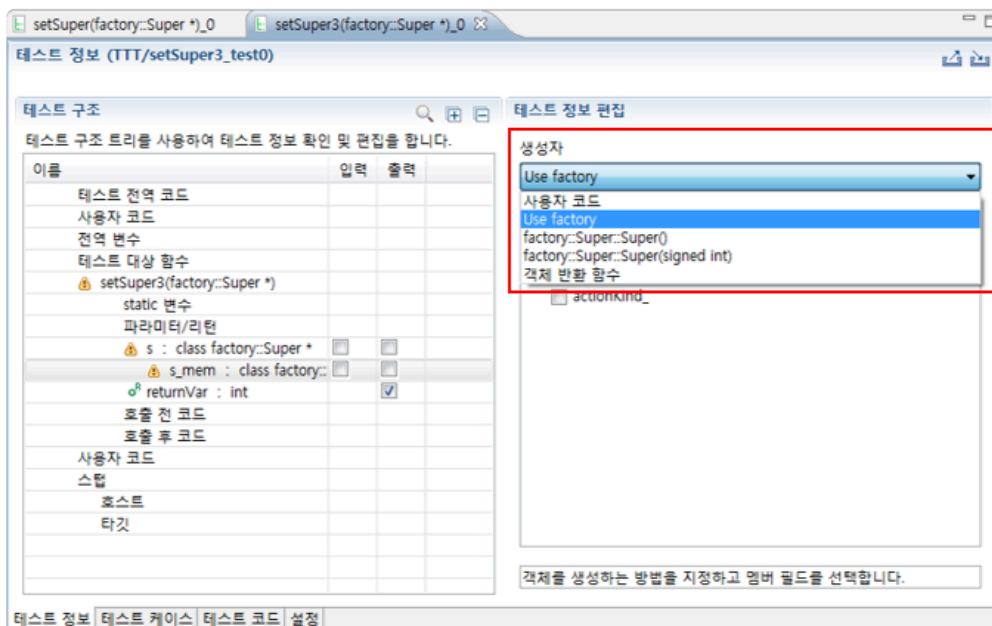 setSuper(factory::Super *)_0
setSuper3(factory::Super *)_0
테스트 정보 (TTT/setSuper3_test0)
테스트 구조
테스트 구조 트리를 사용하여 테스트 정보 확인 및 편집을 합니다.
이름 입력 출력
테스트 전역 코드
사용자 코드
전역 변수
테스트 대상 함수
setSuper3(factory::Super *)
static 변수
파라미터/리턴
s : class factory::Super *
s_mem : class factory::
returnVar : int
호출 전 코드
호출 후 코드
사용자 코드
스텁
호스트
타깃
테스트 정보 편집
생성자
Use factory
사용자 코드
Use factory
factory::Super::Super()
factory::Super::Super(signed int)
객체 반환 함수
actionKind_
객체를 생성하는 방법을 지정하고 멤버 필드를 선택합니다.
테스트 정보 테스트 케이스 테스트 코드 설정